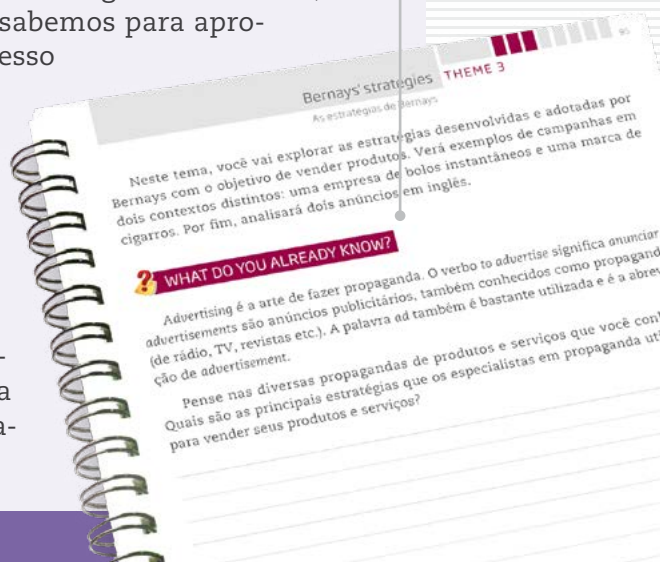 sabemos para apro-
esso
Bernays' strategies THEME 3
As estratégias de Bernays
95
Neste tema, você vai explorar as estratégias desenvolvidas e adotadas por
Bernays com o objetivo de vender produtos. Verá exemplos de campanhas em
dois contextos distintos: uma empresa de bolos instantâneos e uma marca de
cigarros. Por fim, analisará dois anúncios em inglês.
WHAT DO YOU ALREADY KNOW?
Advertising é a arte de fazer propaganda. O verbo to advertise significa anunciar
advertisements são anúncios publicitários, também conhecidos como propagand
(de rádio, TV, revistas etc.). A palavra ad também é bastante utilizada e é a abrev
ção de advertisement.
Pense nas diversas propagandas de produtos e serviços que você conh
Quais são as principais estratégias que os especialistas em propaganda uti
para vender seus produtos e serviços?
a
a-